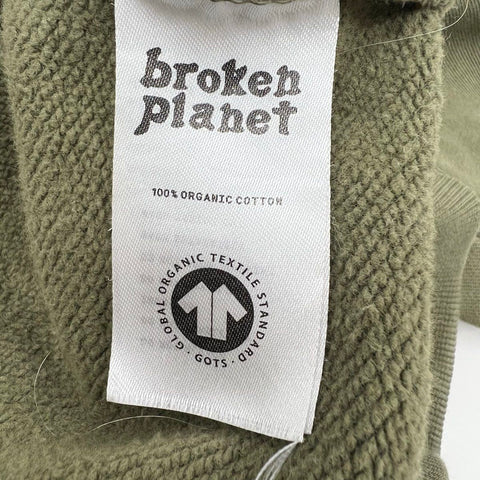 broken
planet
100% ORGANIC COTTON
GLOBAL ORGANIC TEXTILE STANDARD · GOTS ·